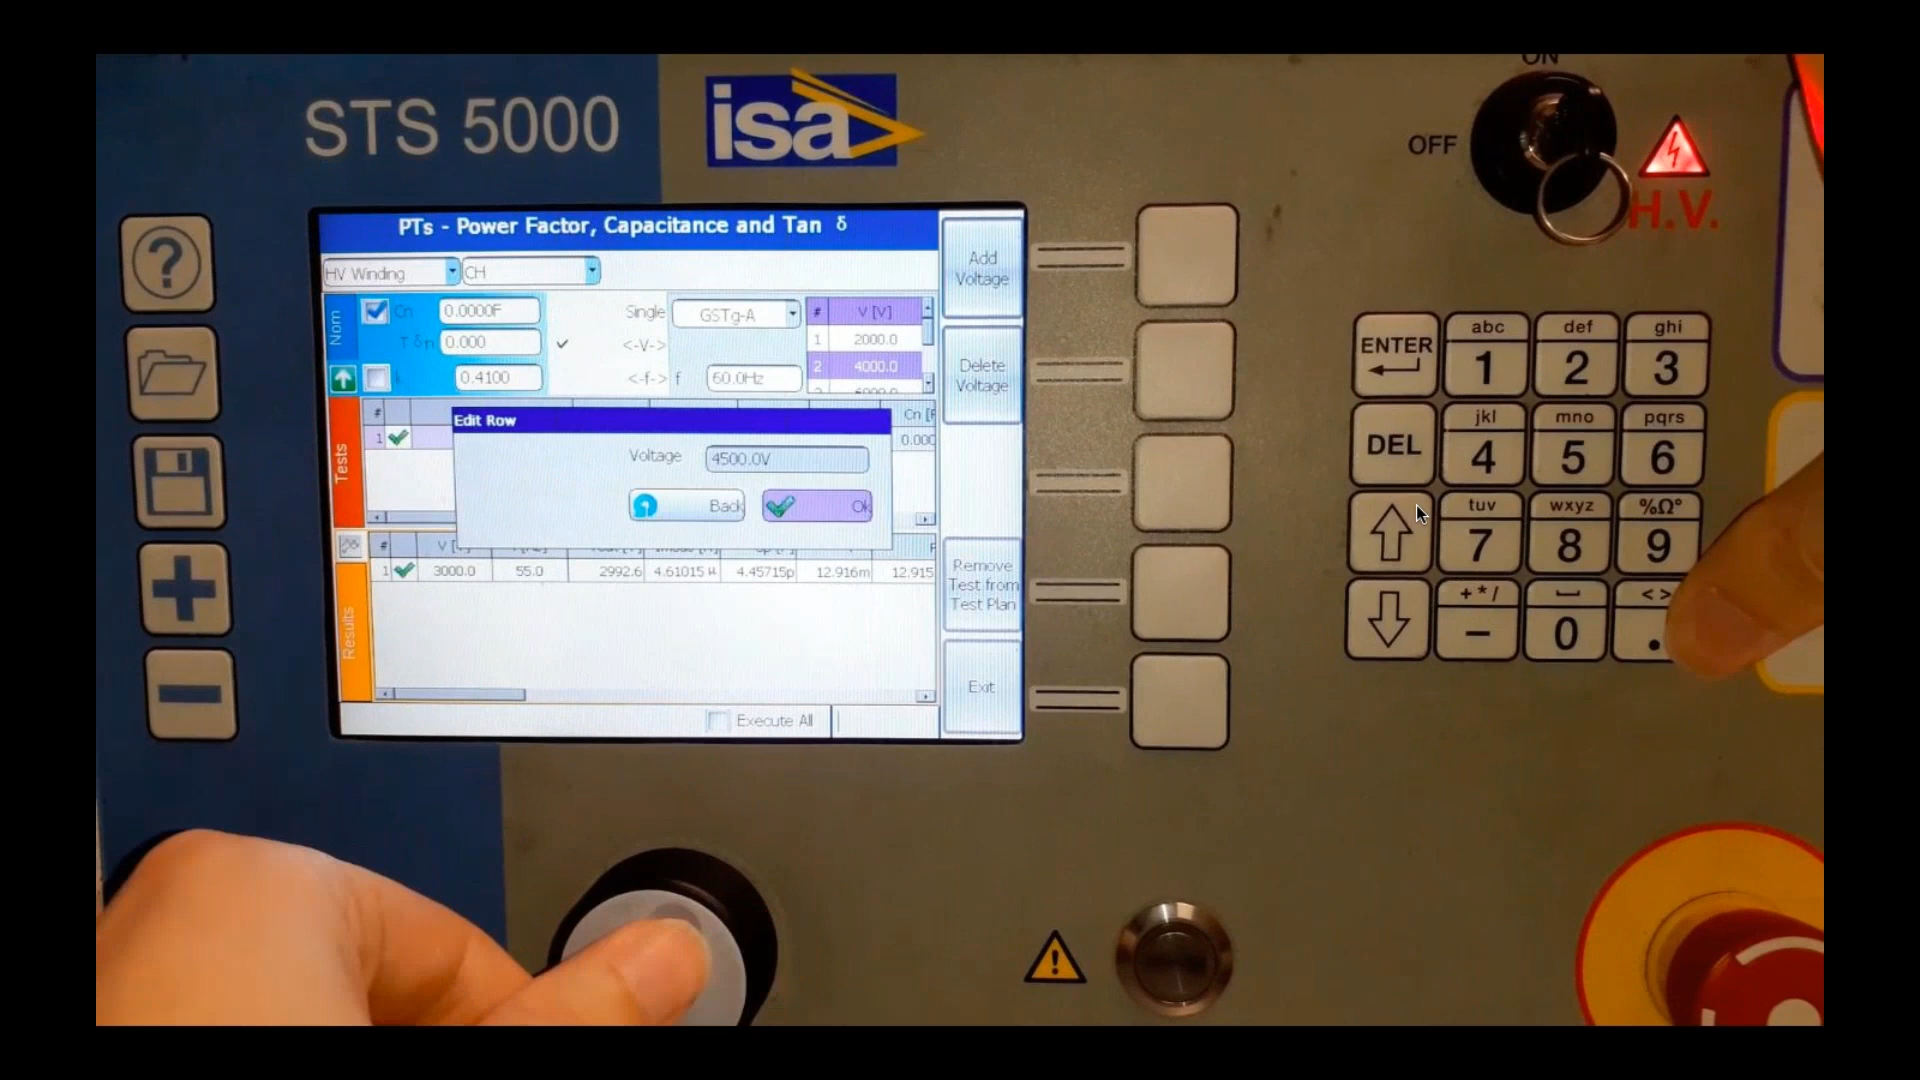 ON
STS 5000
isa
OFF
H.V.
PTs - Power Factor, Capacitance and Tan δ
HV Winding CH
Add Voltage
Nom
Cn 0.0000F
Single GSTg-A
# V [V]
1 2000.0
T δ n 0.000
<-V->
2 4000.0
0.4100
<-f-> f 60.0Hz
Delete Voltage
# Cn [F
Edit Row
1 0.000
Voltage 4500.0V
Tests
Back Ok
#
1 3000.0 55.0 2992.6 4.61015 µ 4.45715p 12.916m 12.915
Remove Test from Test Plan
Results
Exit
Execute All
ENTER
abc 1
def 2
ghi 3
DEL
jkl 4
mno 5
pqrs 6
tuv 7
wxyz 8
%Ω° 9
+ * / -
0
< > .